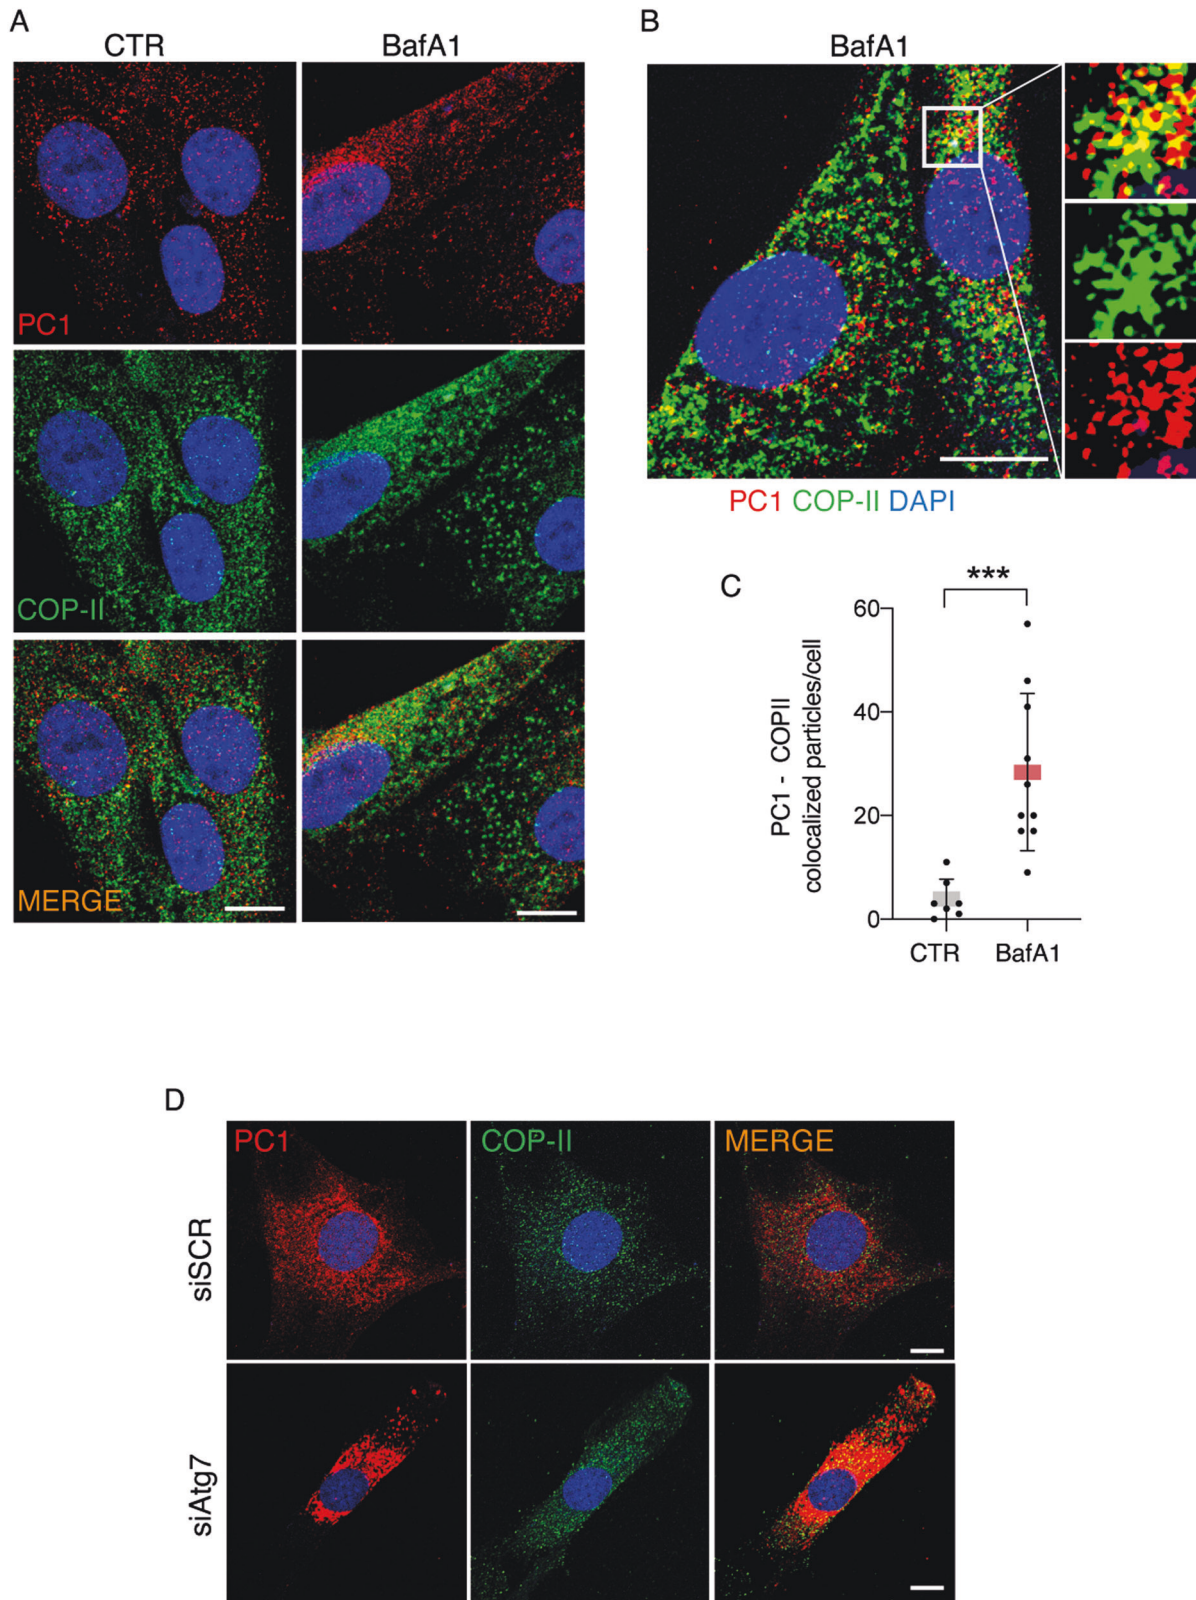 A
CTR
BafA1
PC1
COP-II
MERGE
B
BafA1
PC1 COP-II DAPI
C
***
PC1 - COPII
colocalized particles/cell
60
40
20
0
CTR
BafA1
D
PC1
COP-II
MERGE
siSCR
siAtg7